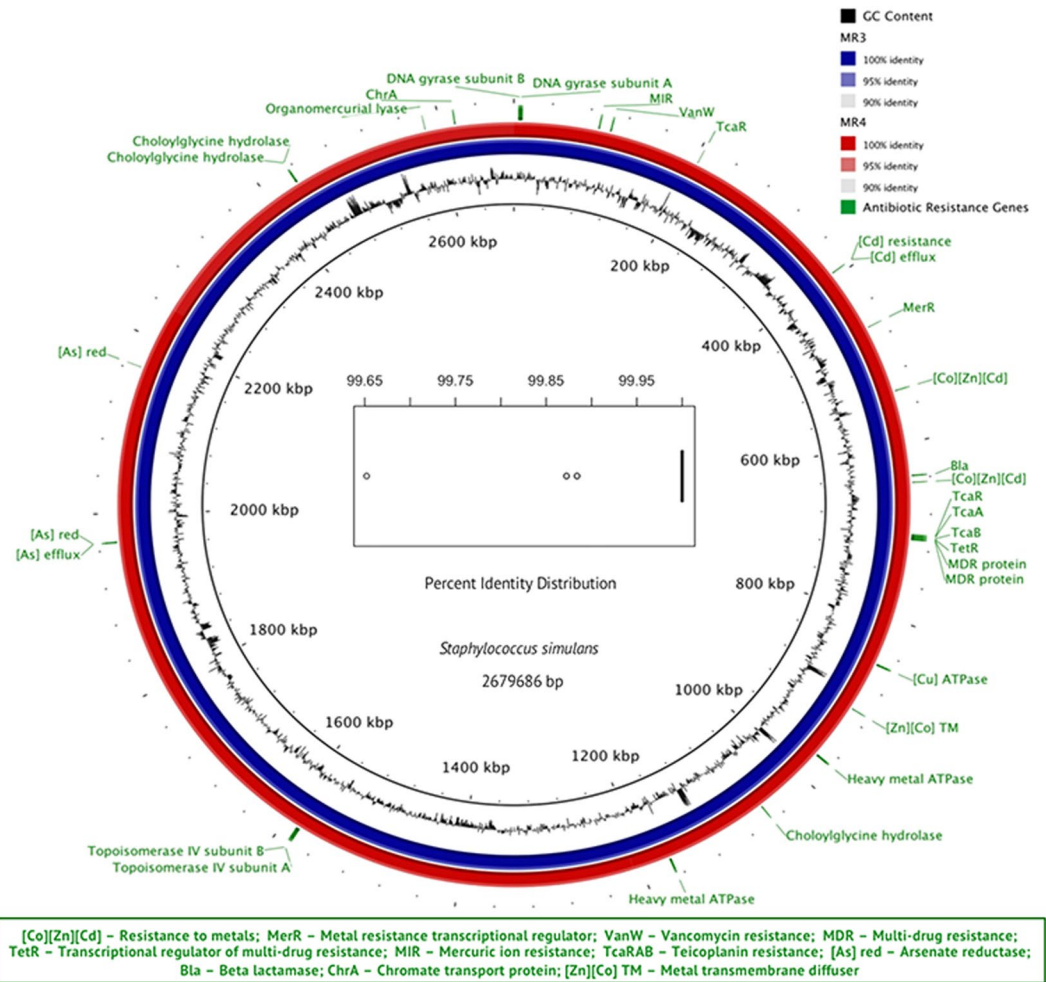 GC Content
MR3
100% identity
95% identity
90% identity
MR4
100% identity
95% identity
90% identity
Antibiotic Resistance Genes
DNA gyrase subunit B
DNA gyrase subunit A
ChrA
MIR
Organomercurial lyase
VanW
TcaR
Choloylglycine hydrolase
Choloylglycine hydrolase
[Cd] resistance
[Cd] efflux
MerR
[As] red
[Co][Zn][Cd]
Bla
[Co][Zn][Cd]
TcaR
TcaA
TcaB
TetR
MDR protein
MDR protein
[As] red
[As] efflux
[Cu] ATPase
[Zn][Co] TM
Heavy metal ATPase
Choloylglycine hydrolase
Heavy metal ATPase
Topoisomerase IV subunit B
Topoisomerase IV subunit A
2600 kbp
200 kbp
2400 kbp
400 kbp
2200 kbp
600 kbp
2000 kbp
800 kbp
1800 kbp
1000 kbp
1600 kbp
1200 kbp
1400 kbp
99.65 99.75 99.85 99.95
Percent Identity Distribution
Staphylococcus simulans
2679686 bp
[Co][Zn][Cd] – Resistance to metals; MerR – Metal resistance transcriptional regulator; VanW – Vancomycin resistance; MDR – Multi-drug resistance;
TetR – Transcriptional regulator of multi-drug resistance; MIR – Mercuric ion resistance; TcaRAB – Teicoplanin resistance; [As] red – Arsenate reductase;
Bla – Beta lactamase; ChrA – Chromate transport protein; [Zn][Co] TM – Metal transmembrane diffuser